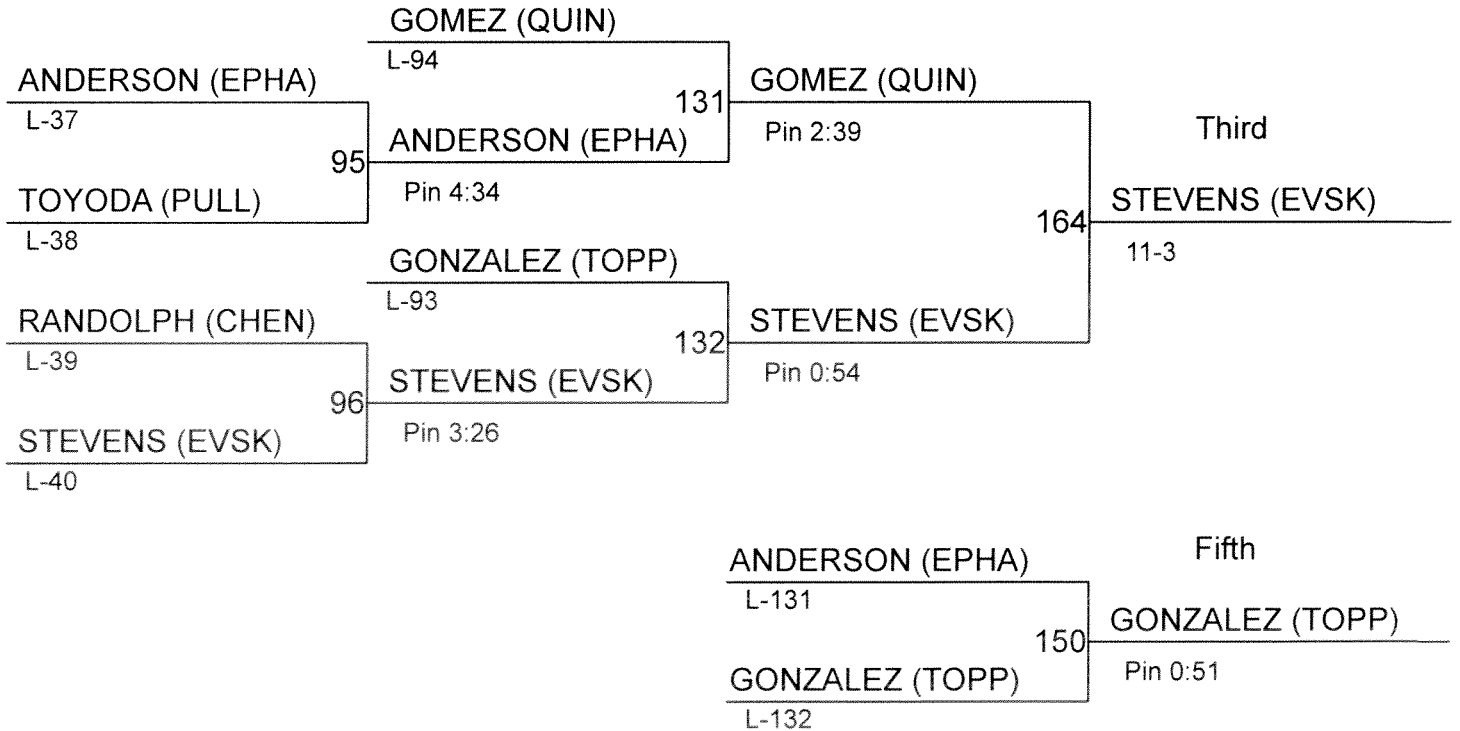 GOMEZ (QUIN)
L-94
ANDERSON (EPHA)
L-37
131
GOMEZ (QUIN)
Pin 2:39
Third
95
ANDERSON (EPHA)
Pin 4:34
TOYODA (PULL)
L-38
164
STEVENS (EVSK)
11-3
GONZALEZ (TOPP)
L-93
RANDOLPH (CHEN)
L-39
132
STEVENS (EVSK)
Pin 0:54
96
STEVENS (EVSK)
Pin 3:26
STEVENS (EVSK)
L-40
ANDERSON (EPHA)
L-131
Fifth
150
GONZALEZ (TOPP)
Pin 0:51
GONZALEZ (TOPP)
L-132